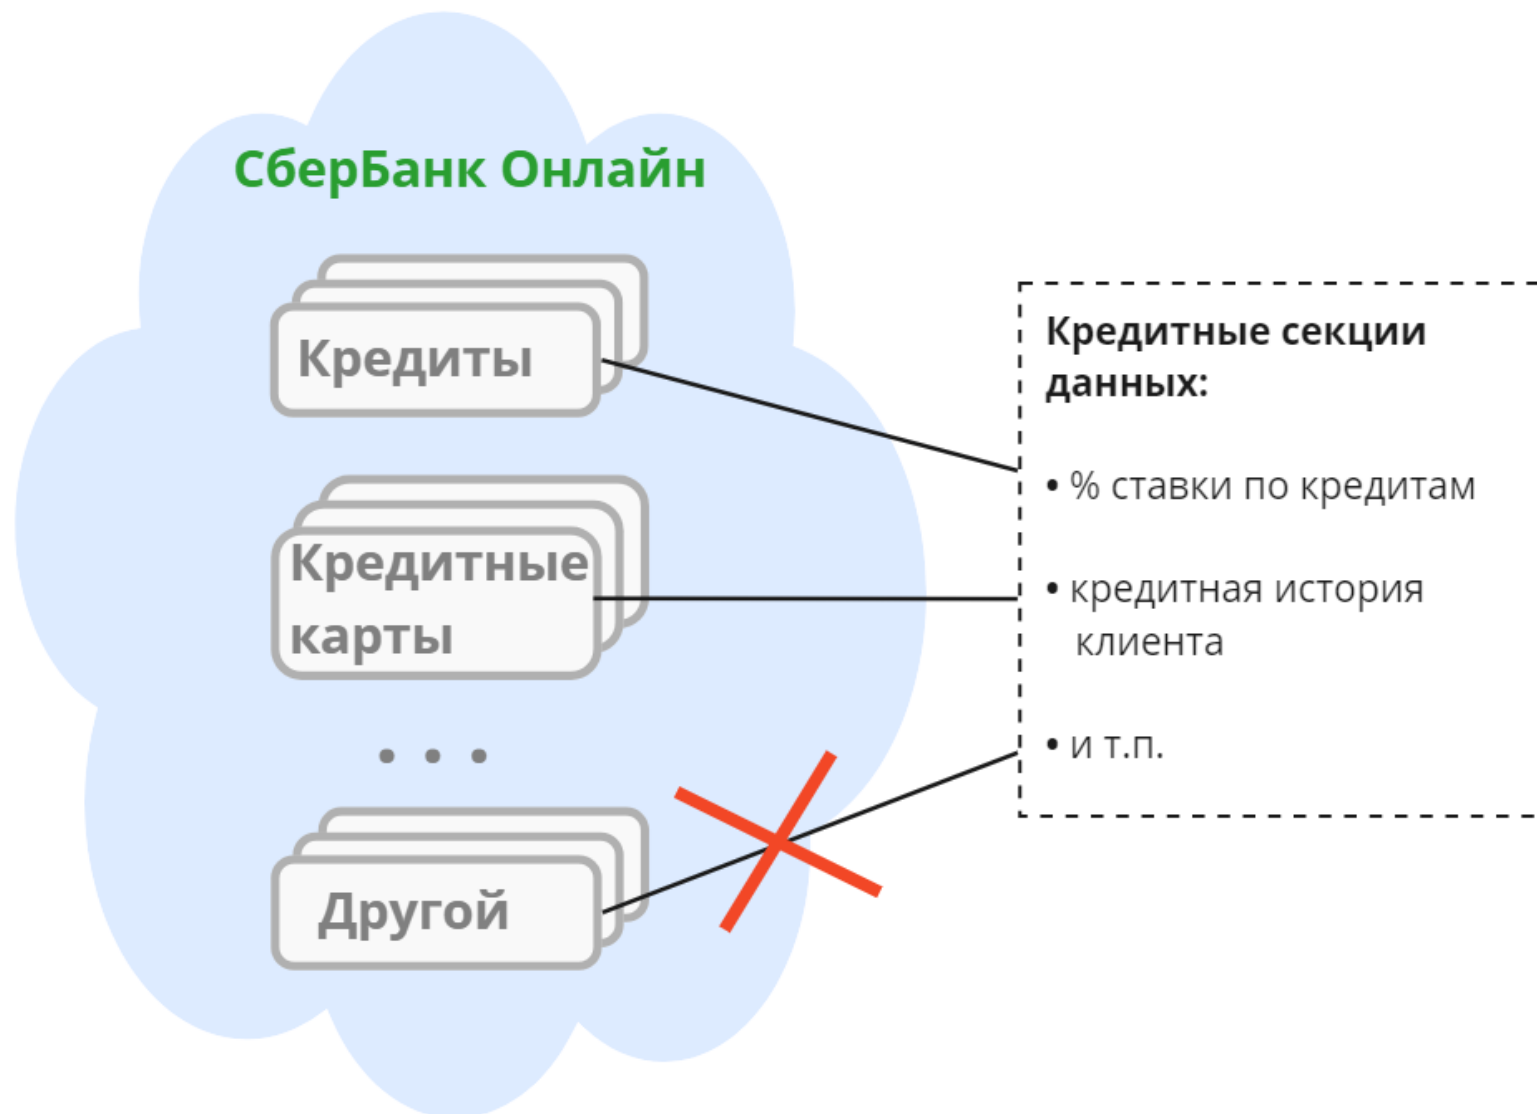 СберБанк Онлайн
Кредиты
Кредитные
карты
. . .
Другой
Кредитные секции
данных:
• % ставки по кредитам
• кредитная история
клиента
• и т.п.